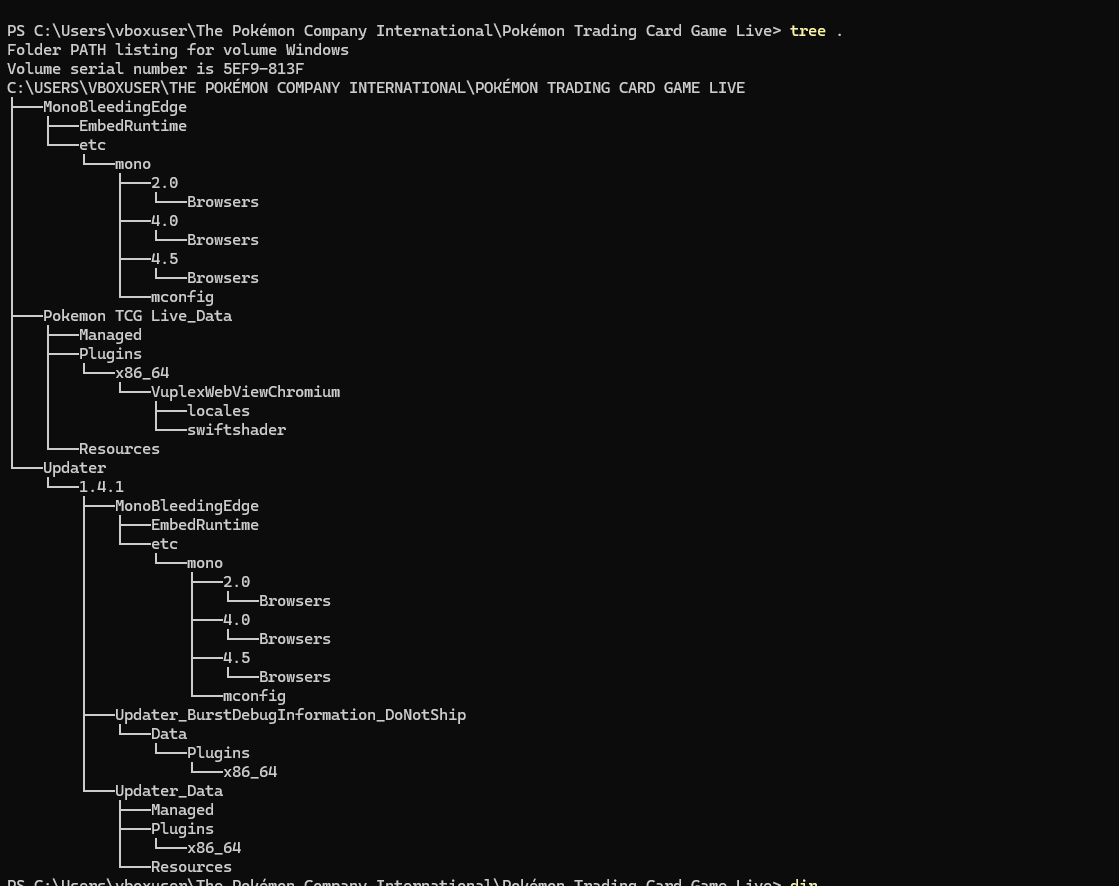 PS C:\Users\vboxuser\The Pokémon Company International\Pokémon Trading Card Game Live> tree .
Folder PATH listing for volume Windows
Volume serial number is 5EF9-813F
C:\USERS\VBOXUSER\THE POKÉMON COMPANY INTERNATIONAL\POKÉMON TRADING CARD GAME LIVE
├───MonoBleedingEdge
│   ├───EmbedRuntime
│   └───etc
│       └───mono
│           ├───2.0
│           │   └───Browsers
│           ├───4.0
│           │   └───Browsers
│           ├───4.5
│           │   └───Browsers
│           └───mconfig
├───Pokemon TCG Live_Data
│   ├───Managed
│   ├───Plugins
│   │   └───x86_64
│   │       └───VuplexWebViewChromium
│   │           ├───locales
│   │           └───swiftshader
│   └───Resources
└───Updater
    └───1.4.1
        ├───MonoBleedingEdge
        │   ├───EmbedRuntime
        │   └───etc
        │       └───mono
        │           ├───2.0
        │           │   └───Browsers
        │           ├───4.0
        │           │   └───Browsers
        │           ├───4.5
        │           │   └───Browsers
        │           └───mconfig
        ├───Updater_BurstDebugInformation_DoNotShip
        │   └───Data
        │       └───Plugins
        │           └───x86_64
        └───Updater_Data
            ├───Managed
            ├───Plugins
            │   └───x86_64
            └───Resources
PS C:\Users\vboxuser\The Pokémon Company International\Pokémon Trading Card Game Live> dir